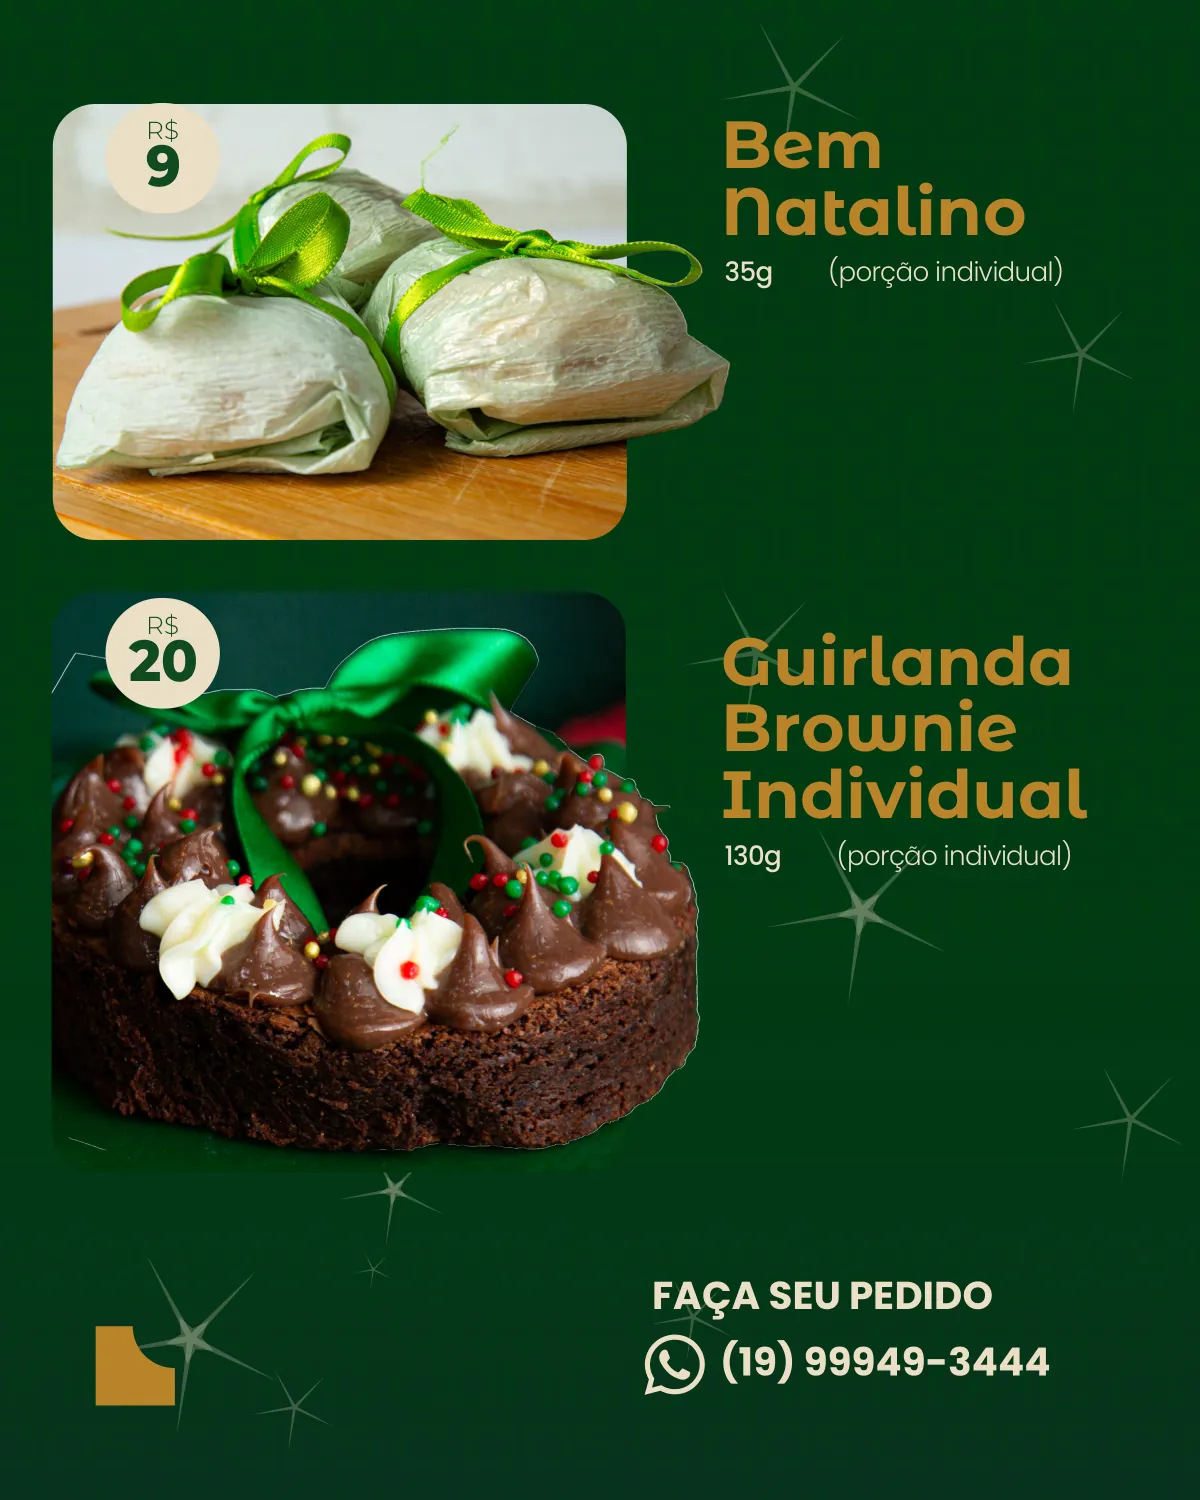 R$
9
Bem
Natalino
35g (porção individual)
R$
20
Guirlanda
Brownie
Individual
130g (porção individual)
FAÇA SEU PEDIDO
(19) 99949-3444